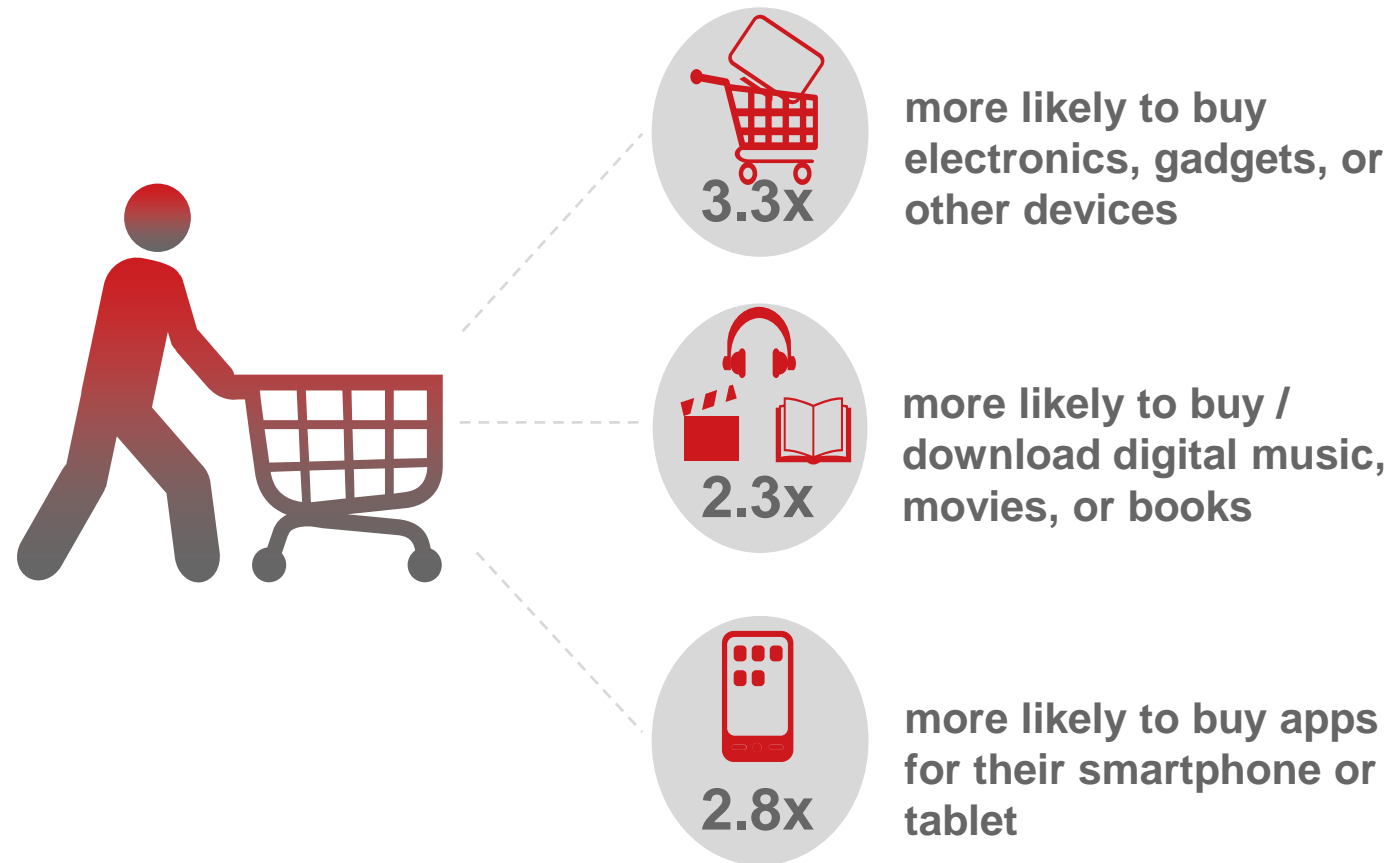 3.3x
more likely to buy
electronics, gadgets, or
other devices
2.3x
more likely to buy /
download digital music,
movies, or books
2.8x
more likely to buy apps
for their smartphone or
tablet